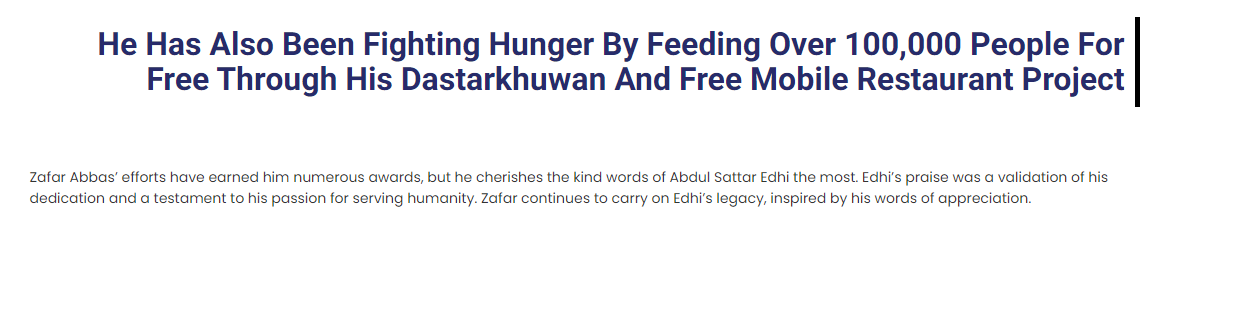 He Has Also Been Fighting Hunger By Feeding Over 100,000 People For
Free Through His Dastarkhuwan And Free Mobile Restaurant Project
Zafar Abbas’ efforts have earned him numerous awards, but he cherishes the kind words of Abdul Sattar Edhi the most. Edhi’s praise was a validation of his
dedication and a testament to his passion for serving humanity. Zafar continues to carry on Edhi’s legacy, inspired by his words of appreciation.